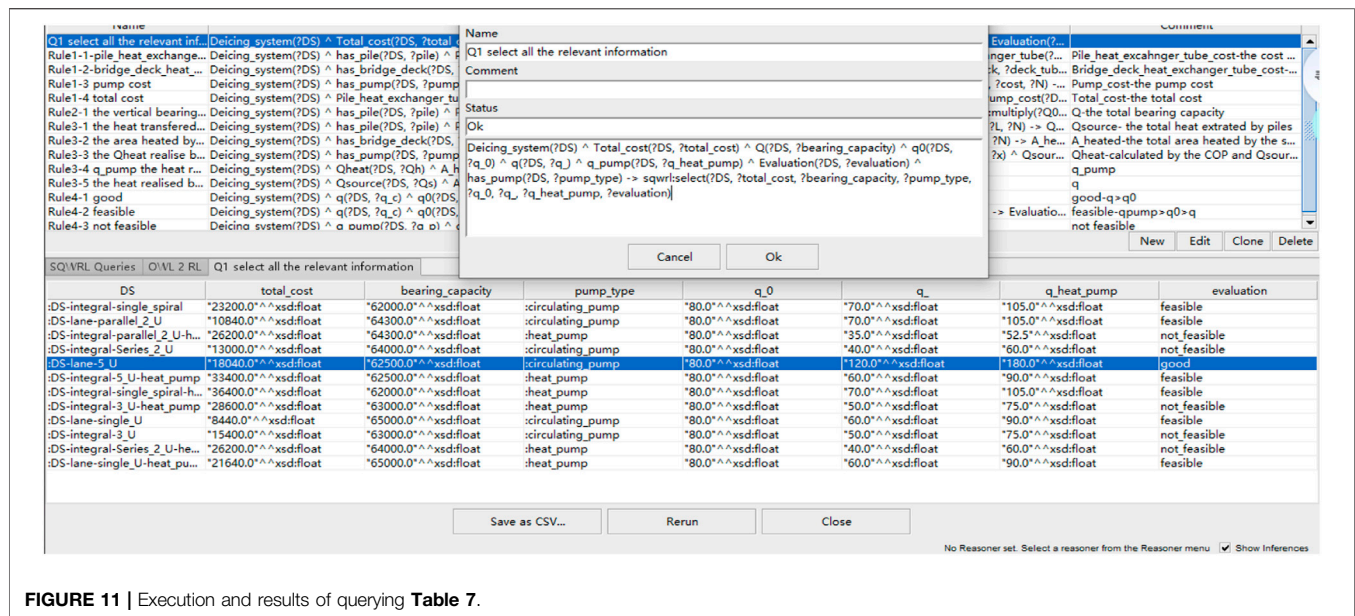 Name Comment
Q1 select all the relevant inf... Deicing_system(?DS) ^ Total_cost(?DS, ?total_c Evaluation(?...
Rule1-1-pile_heat_exchange... Deicing_system(?DS) ^ has_pile(?DS, ?pile) ^ P nger_tube(?... Pile_heat_excahnger_tube_cost-the cost ...
Rule1-2-bridge_deck_heat_... Deicing_system(?DS) ^ has_bridge_deck(?DS, :k, ?deck_tub... Bridge_deck_heat_exchanger_tube_cost-...
Rule1-3 pump cost Deicing_system(?DS) ^ has_pump(?DS, ?pump , ?cost, ?N) -... Pump_cost-the pump cost
Rule1-4 total cost Deicing_system(?DS) ^ Pile_heat_exchanger_tu ump_cost(?D... Total_cost-the total cost
Rule2-1 the vertical bearing... Deicing_system(?DS) ^ has_pile(?DS, ?pile) ^ P :multiply(?Q0... Q-the total bearing capacity
Rule3-1 the heat transfered... Deicing_system(?DS) ^ has_pile(?DS, ?pile) ^ P ?L, ?N) -> Q... Qsource- the total heat extrated by piles
Rule3-2 the area heated by... Deicing_system(?DS) ^ has_bridge_deck(?DS, ?N) -> A_he... A_heated-the total area heated by the s...
Rule3-3 the Qheat realise b... Deicing_system(?DS) ^ has_pump(?DS, ?pump ?x) ^ Qsour... Qheat-calculated by the COP and Qsour...
Rule3-4 q_pump the heat r... Deicing_system(?DS) ^ Qheat(?DS, ?Qh) ^ A_h q_pump
Rule3-5 the heat realised b... Deicing_system(?DS) ^ Qsource(?DS, ?Qs) ^ A q
Rule4-1 good Deicing_system(?DS) ^ q(?DS, ?q_c) ^ q0(?DS, good-q>q0
Rule4-2 feasible Deicing_system(?DS) ^ q(?DS, ?q_c) ^ q0(?DS, -> Evaluatio... feasible-qpump>q0>q
Rule4-3 not feasible Deicing_system(?DS) ^ q_pump(?DS, ?q_p) ^ not feasible
Name
Q1 select all the relevant information
Comment
Status
Ok
Deicing_system(?DS) ^ Total_cost(?DS, ?total_cost) ^ Q(?DS, ?bearing_capacity) ^ q0(?DS,
?q_0) ^ q(?DS, ?q_) ^ q_pump(?DS, ?q_heat_pump) ^ Evaluation(?DS, ?evaluation) ^
has_pump(?DS, ?pump_type) -> sqwrl:select(?DS, ?total_cost, ?bearing_capacity, ?pump_type,
?q_0, ?q_, ?q_heat_pump, ?evaluation)
Cancel Ok
New Edit Clone Delete
SQWRL Queries OWL 2 RL Q1 select all the relevant information
DS total_cost bearing_capacity pump_type q_0 q_ q_heat_pump evaluation
:DS-integral-single_spiral "23200.0"^^xsd:float "62000.0"^^xsd:float :circulating_pump "80.0"^^xsd:float "70.0"^^xsd:float "105.0"^^xsd:float feasible
:DS-lane-parallel_2_U "10840.0"^^xsd:float "64300.0"^^xsd:float :circulating_pump "80.0"^^xsd:float "70.0"^^xsd:float "105.0"^^xsd:float feasible
:DS-integral-parallel_2_U-h... "26200.0"^^xsd:float "64300.0"^^xsd:float :heat_pump "80.0"^^xsd:float "35.0"^^xsd:float "52.5"^^xsd:float not_feasible
:DS-integral-Series_2_U "13000.0"^^xsd:float "64000.0"^^xsd:float :circulating_pump "80.0"^^xsd:float "40.0"^^xsd:float "60.0"^^xsd:float not_feasible
:DS-lane-5_U "18040.0"^^xsd:float "62500.0"^^xsd:float :circulating_pump "80.0"^^xsd:float "120.0"^^xsd:float "180.0"^^xsd:float good
:DS-integral-5_U-heat_pump "33400.0"^^xsd:float "62500.0"^^xsd:float :heat_pump "80.0"^^xsd:float "60.0"^^xsd:float "90.0"^^xsd:float feasible
:DS-integral-single_spiral-h... "36400.0"^^xsd:float "62000.0"^^xsd:float :heat_pump "80.0"^^xsd:float "70.0"^^xsd:float "105.0"^^xsd:float feasible
:DS-integral-3_U-heat_pump "28600.0"^^xsd:float "63000.0"^^xsd:float :heat_pump "80.0"^^xsd:float "50.0"^^xsd:float "75.0"^^xsd:float not_feasible
:DS-lane-single_U "8440.0"^^xsd:float "65000.0"^^xsd:float :circulating_pump "80.0"^^xsd:float "60.0"^^xsd:float "90.0"^^xsd:float feasible
:DS-integral-3_U "15400.0"^^xsd:float "63000.0"^^xsd:float :circulating_pump "80.0"^^xsd:float "50.0"^^xsd:float "75.0"^^xsd:float not_feasible
:DS-integral-Series_2_U-he... "26200.0"^^xsd:float "64000.0"^^xsd:float :heat_pump "80.0"^^xsd:float "40.0"^^xsd:float "60.0"^^xsd:float not_feasible
:DS-lane-single_U-heat_pu... "21640.0"^^xsd:float "65000.0"^^xsd:float :heat_pump "80.0"^^xsd:float "60.0"^^xsd:float "90.0"^^xsd:float feasible
Save as CSV... Rerun Close
No Reasoner set. Select a reasoner from the Reasoner menu Show Inferences
FIGURE 11 | Execution and results of querying Table 7.